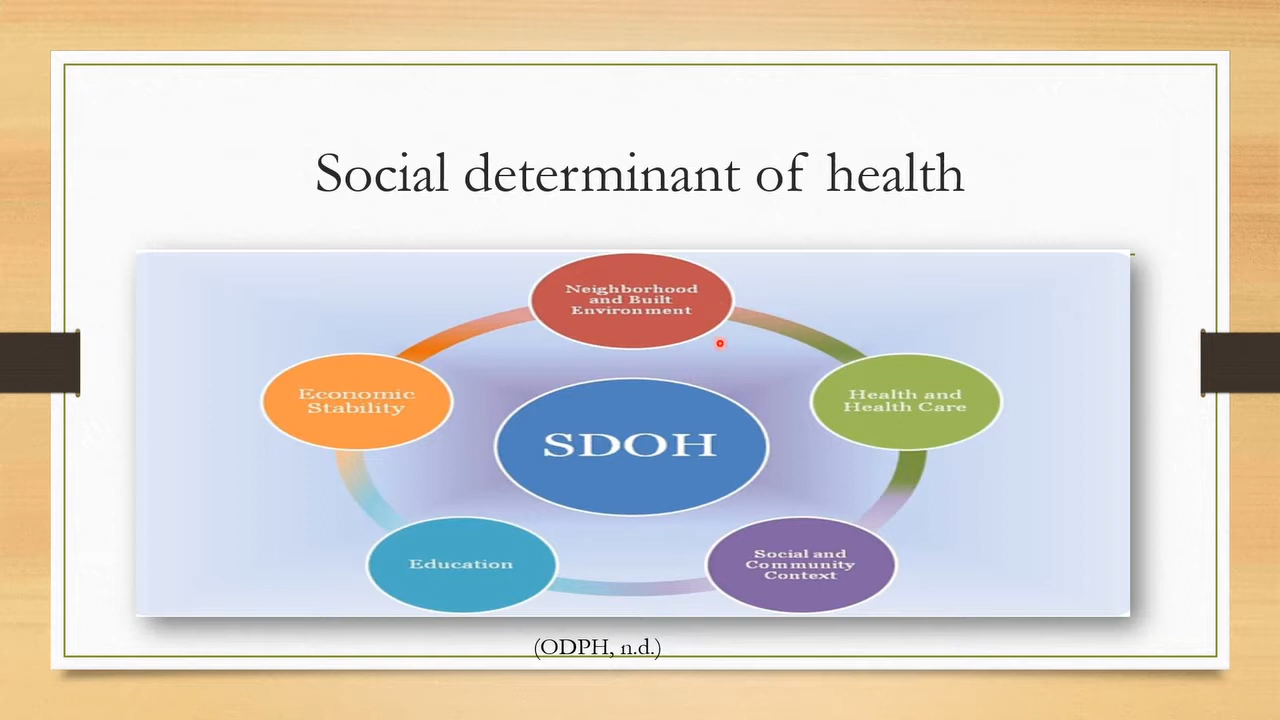 Social determinant of health
Neighborhood
and Built
Environment
Economic
Stability
Health and
Health Care
SDOH
Education
Social and
Community
Context
(ODPH, n.d.)